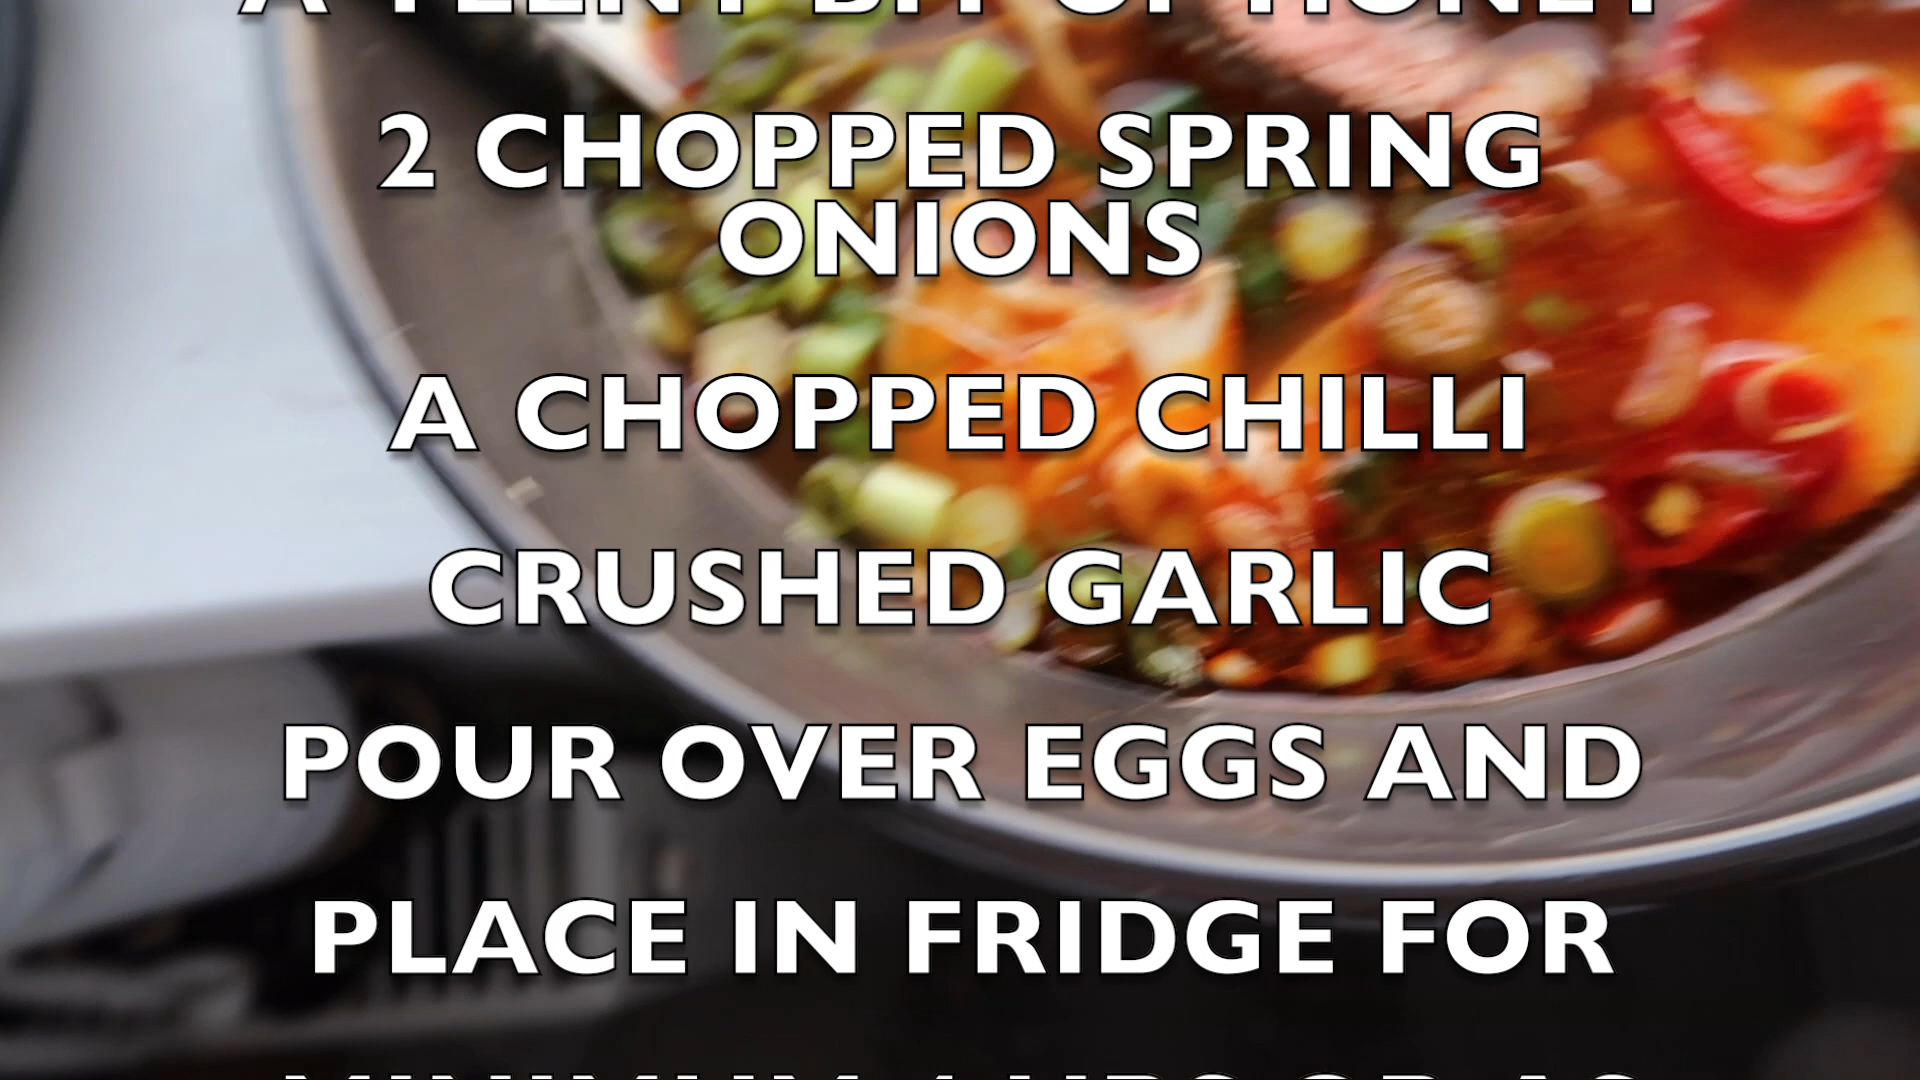 2 CHOPPED SPRING
ONIONS
A CHOPPED CHILLI
CRUSHED GARLIC
POUR OVER EGGS AND
PLACE IN FRIDGE FOR